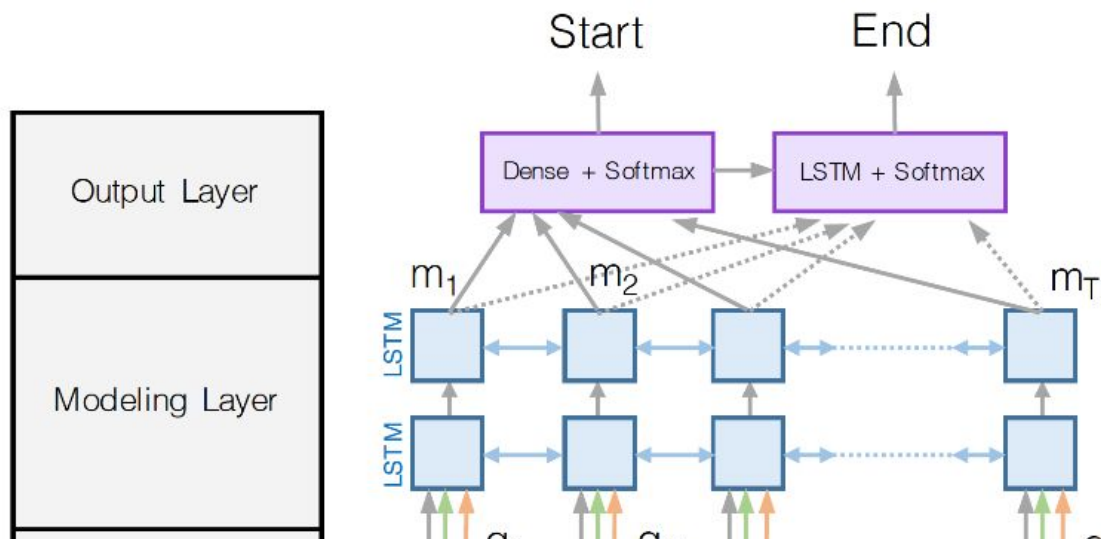 Start End
Output Layer
Dense + Softmax LSTM + Softmax
m1 m2 mT
LSTM
Modeling Layer
LSTM